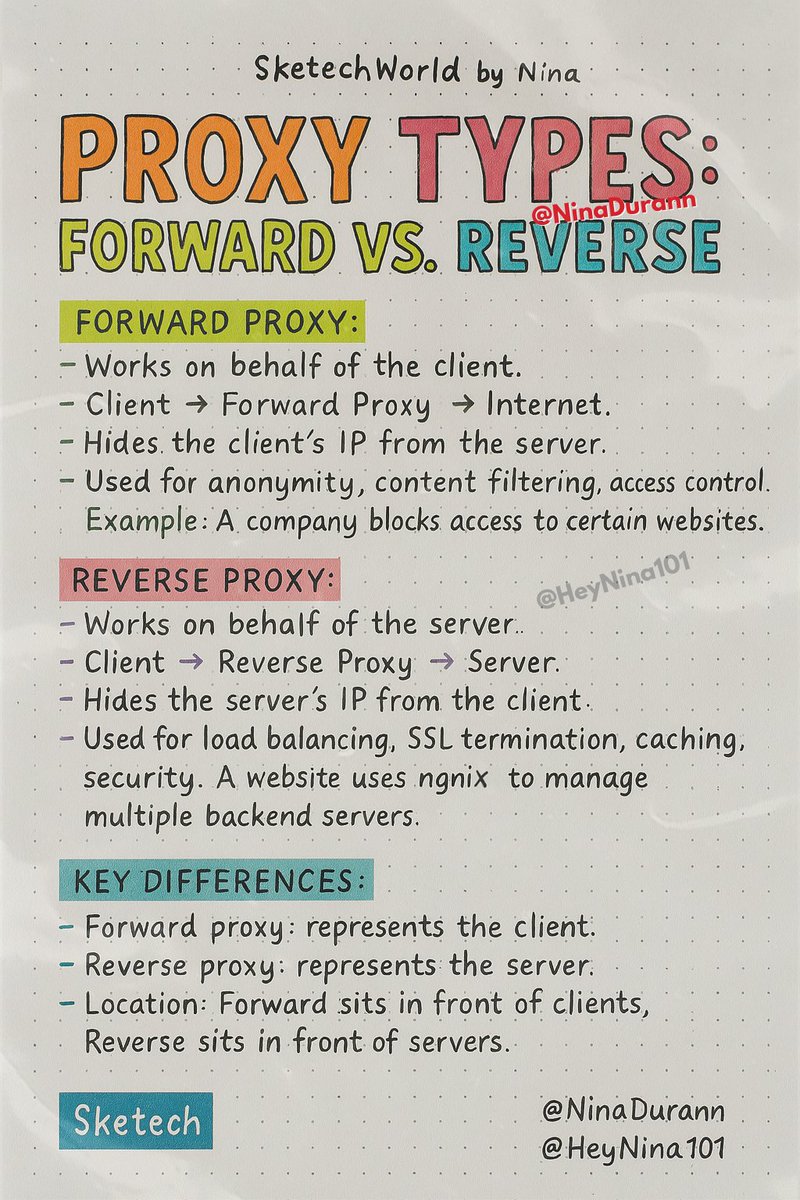 SketechWorld by Nina
PROXY TYPES:
@NinaDurann
FORWARD VS. REVERSE
FORWARD PROXY:
- Works on behalf of the client.
- Client → Forward Proxy → Internet.
- Hides the client's IP from the server.
- Used for anonymity, content filtering, access control.
Example: A company blocks access to certain websites.
REVERSE PROXY:
@HeyNina101
- Works on behalf of the server.
- Client → Reverse Proxy → Server.
- Hides the server's IP from the client.
- Used for load balancing, SSL termination, caching,
security. A website uses ngnix to manage
multiple backend servers.
KEY DIFFERENCES:
- Forward proxy: represents the client.
- Reverse proxy: represents the server.
- Location: Forward sits in front of clients,
Reverse sits in front of servers.
Sketech
@NinaDurann
@HeyNina101